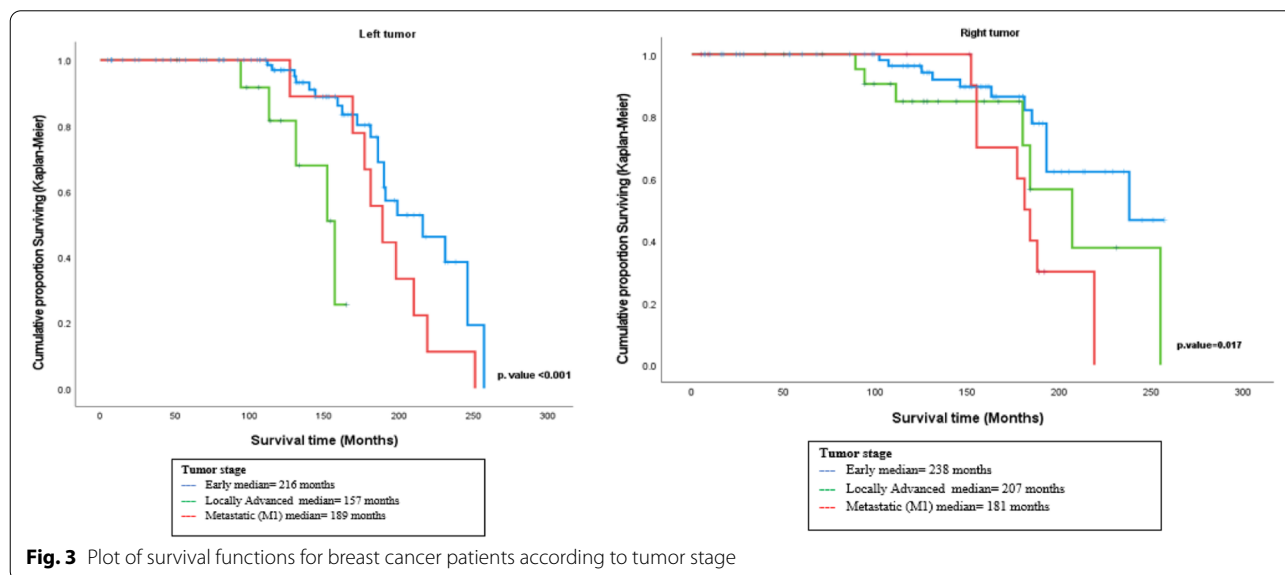 Left tumor
Cumulative proportion Surviving (Kaplan-Meier)
1.0
0.8
0.6
0.4
0.2
0.0
p. value <0.001
0 50 100 150 200 250 300
Survival time (Months)
Tumor stage
Early median= 216 months
Locally Advanced median= 157 months
Metastatic (M1) median= 189 months
Right tumor
Cumulative proportion Surviving (Kaplan-Meier)
1.0
0.8
0.6
0.4
0.2
0.0
p.value=0.017
0 50 100 150 200 250 300
Survival time (Months)
Tumor stage
Early median= 238 months
Locally Advanced median= 207 months
Metastatic (M1) median= 181 months
Fig. 3 Plot of survival functions for breast cancer patients according to tumor stage